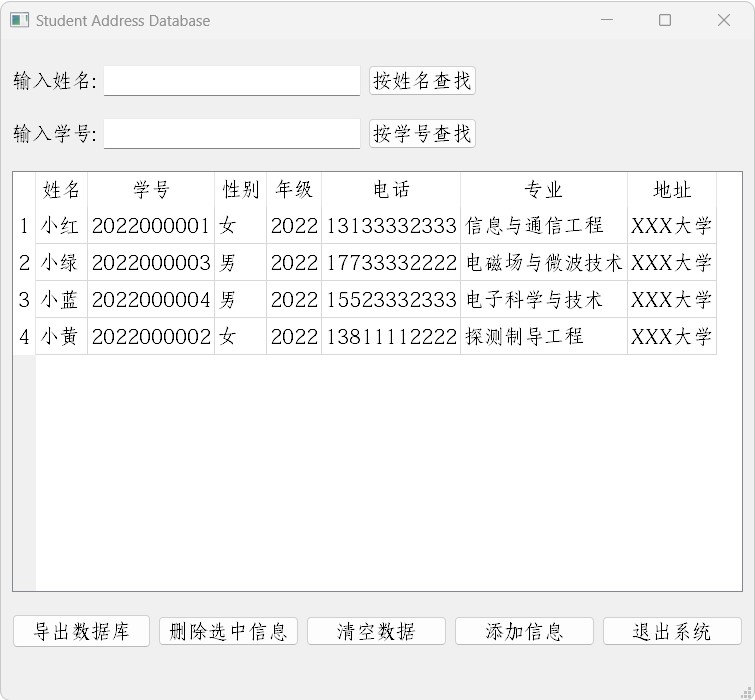 Student Address Database
输入姓名: 按姓名查找
输入学号: 按学号查找
姓名 学号 性别 年级 电话 专业 地址
1 小红 2022000001 女 2022 13133332333 信息与通信工程 XXX大学
2 小绿 2022000003 男 2022 17733332222 电磁场与微波技术 XXX大学
3 小蓝 2022000004 男 2022 15523332333 电子科学与技术 XXX大学
4 小黄 2022000002 女 2022 13811112222 探测制导工程 XXX大学
导出数据库 删除选中信息 清空数据 添加信息 退出系统